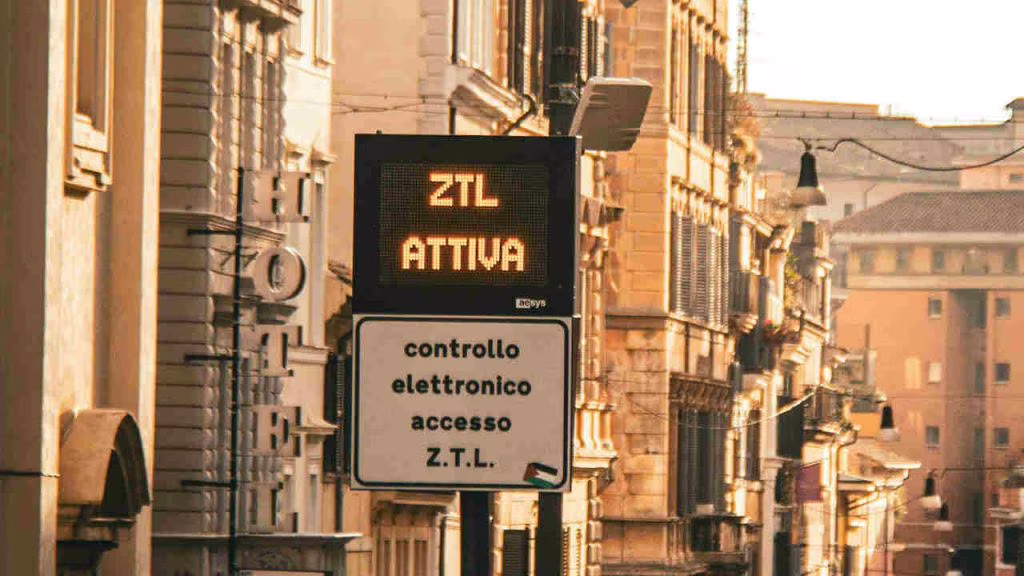 ZTL
ATTIVA
aesys
controllo
elettronico
accesso
Z.T.L.